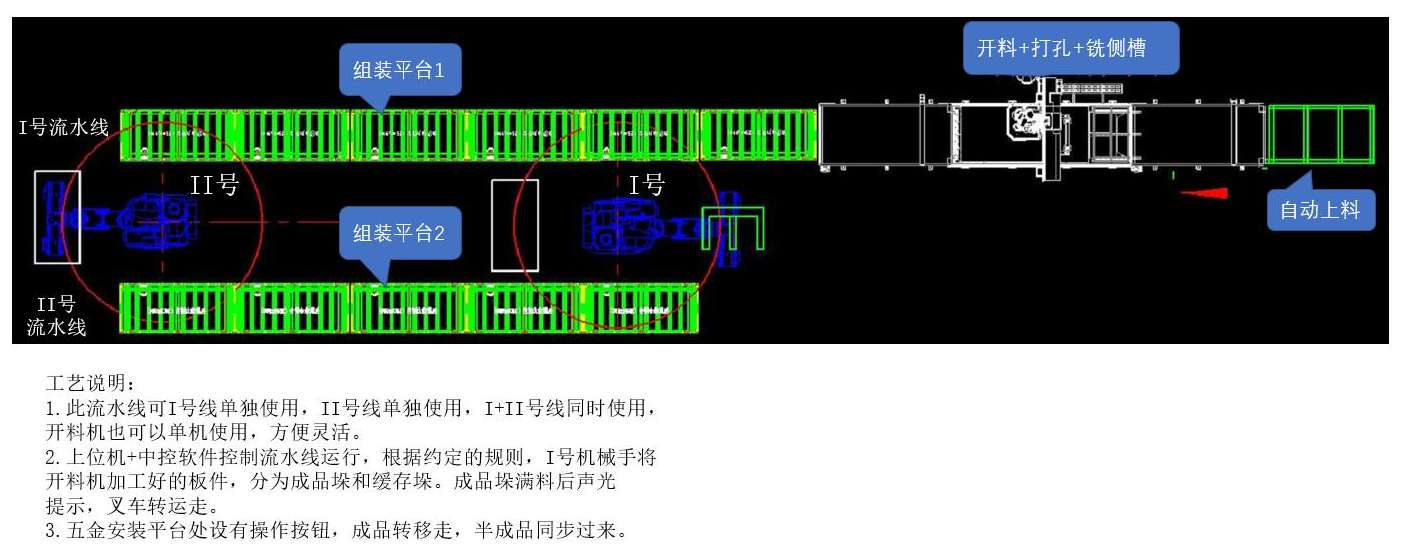 开料+打孔+铣侧槽
组装平台1
I号流水线
II号
I号
自动上料
组装平台2
II号
流水线
工艺说明：
1.此流水线可I号线单独使用，II号线单独使用，I+II号线同时使用，
开料机也可以单机使用，方便灵活。
2.上位机+中控软件控制流水线运行，根据约定的规则，I号机械手将
开料机加工好的板件，分为成品垛和缓存垛。成品垛满料后声光
提示，叉车转运走。
3.五金安装平台处设有操作按钮，成品转移走，半成品同步过来。